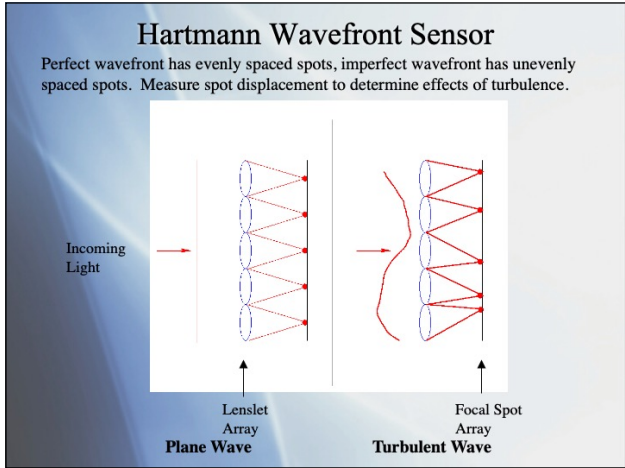 Hartmann Wavefront Sensor
Perfect wavefront has evenly spaced spots, imperfect wavefront has unevenly
spaced spots.  Measure spot displacement to determine effects of turbulence.
Incoming
Light
Lenslet
Array
Focal Spot
Array
Plane Wave
Turbulent Wave